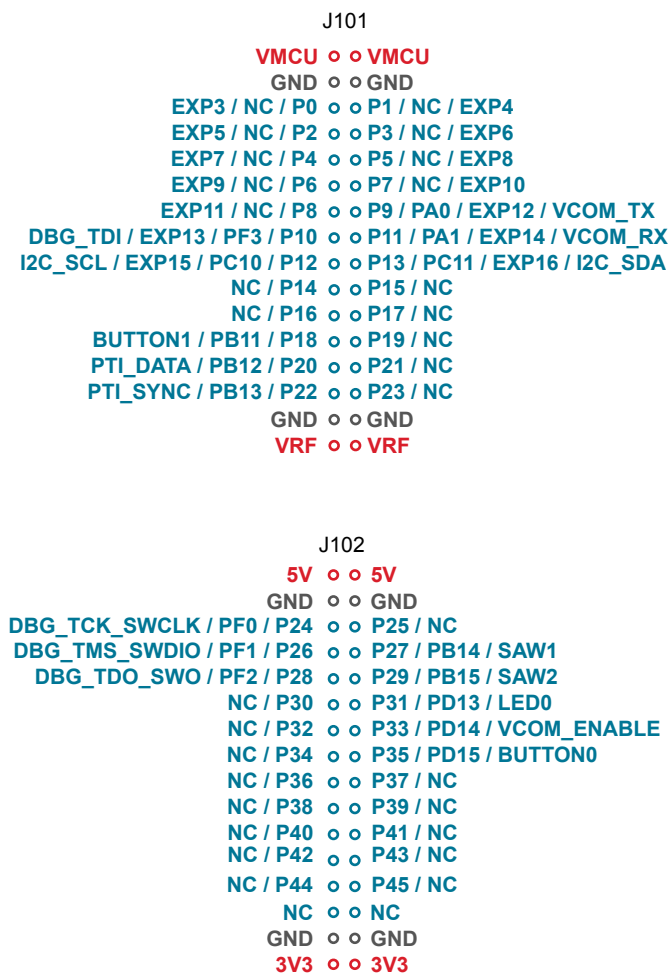 J101
VMCU VMCU
GND GND
EXP3 / NC / P0 P1 / NC / EXP4
EXP5 / NC / P2 P3 / NC / EXP6
EXP7 / NC / P4 P5 / NC / EXP8
EXP9 / NC / P6 P7 / NC / EXP10
EXP11 / NC / P8 P9 / PA0 / EXP12 / VCOM_TX
DBG_TDI / EXP13 / PF3 / P10 P11 / PA1 / EXP14 / VCOM_RX
I2C_SCL / EXP15 / PC10 / P12 P13 / PC11 / EXP16 / I2C_SDA
NC / P14 P15 / NC
NC / P16 P17 / NC
BUTTON1 / PB11 / P18 P19 / NC
PTI_DATA / PB12 / P20 P21 / NC
PTI_SYNC / PB13 / P22 P23 / NC
GND GND
VRF VRF
J102
5V 5V
GND GND
DBG_TCK_SWCLK / PF0 / P24 P25 / NC
DBG_TMS_SWDIO / PF1 / P26 P27 / PB14 / SAW1
DBG_TDO_SWO / PF2 / P28 P29 / PB15 / SAW2
NC / P30 P31 / PD13 / LED0
NC / P32 P33 / PD14 / VCOM_ENABLE
NC / P34 P35 / PD15 / BUTTON0
NC / P36 P37 / NC
NC / P38 P39 / NC
NC / P40 P41 / NC
NC / P42 P43 / NC
NC / P44 P45 / NC
NC NC
GND GND
3V3 3V3